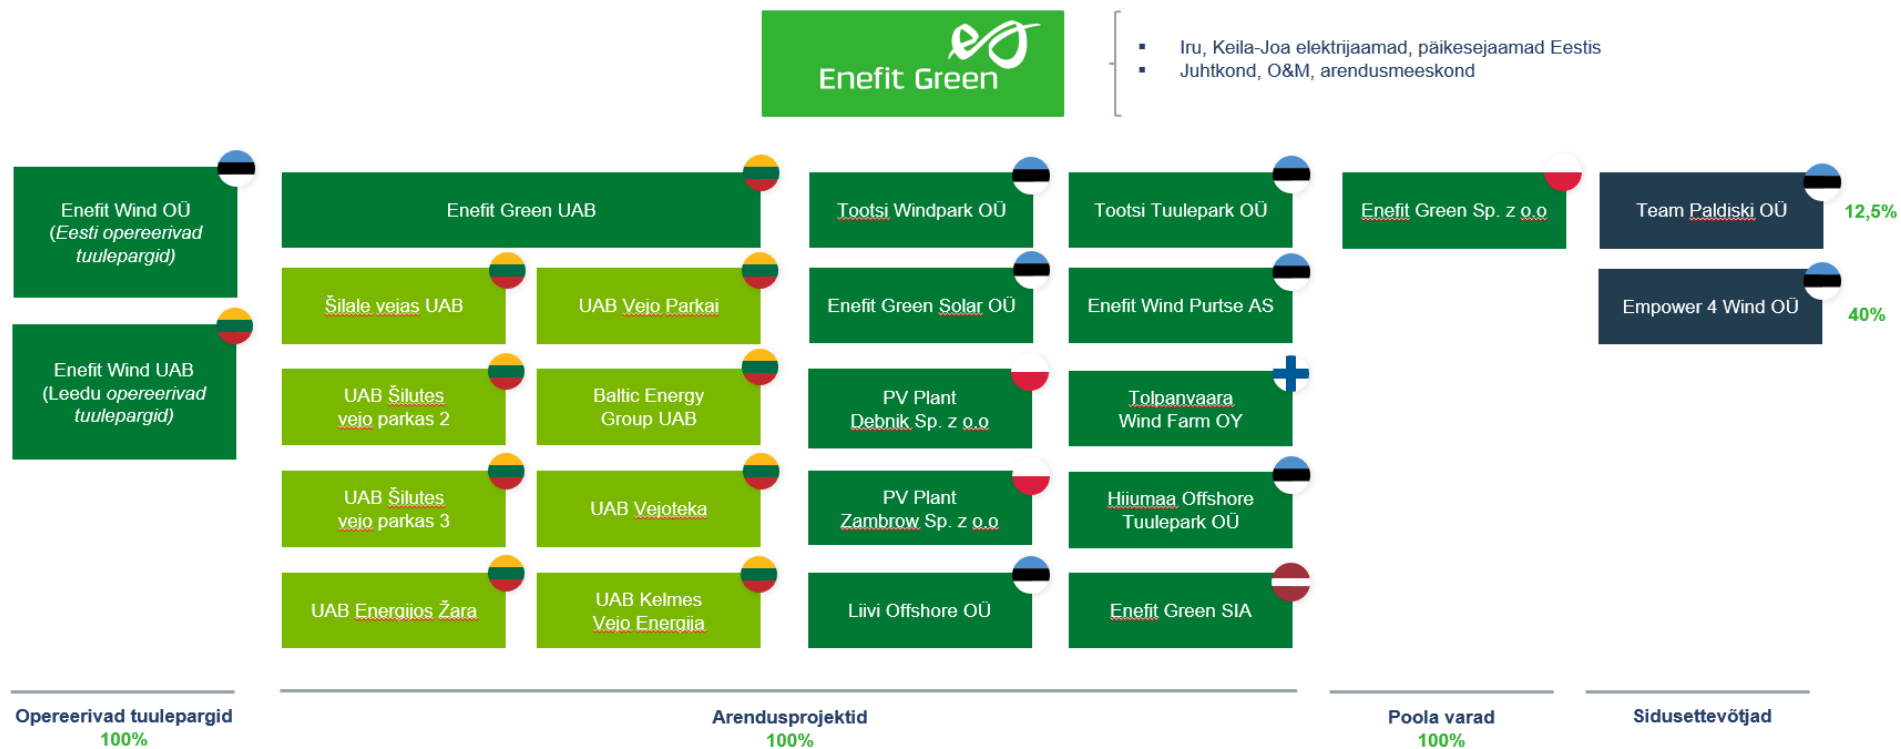 Enefit Green
▪ Iru, Keila-Joa elektrijaamad, päikesejaamad Eestis
▪ Juhtkond, O&M, arendusmeeskond
Enefit Wind OÜ
(Eesti opereerivad
tuulepargid)
Enefit Wind UAB
(Leedu opereerivad
tuulepargid)
Enefit Green UAB
Šilale vejas UAB
UAB Vejo Parkai
UAB Šilutes
vejo parkas 2
Baltic Energy
Group UAB
UAB Šilutes
vejo parkas 3
UAB Vejoteka
UAB Energijos Žara
UAB Kelmes
Vejo Energija
Tootsi Windpark OÜ
Tootsi Tuulepark OÜ
Enefit Green Solar OÜ
Enefit Wind Purtse AS
PV Plant
Debnik Sp. z o.o
Tolpanvaara
Wind Farm OY
PV Plant
Zambrow Sp. z o.o
Hiiumaa Offshore
Tuulepark OÜ
Liivi Offshore OÜ
Enefit Green SIA
Enefit Green Sp. z o.o
Team Paldiski OÜ
12,5%
Empower 4 Wind OÜ
40%
Opereerivad tuulepargid
100%
Arendusprojektid
100%
Poola varad
100%
Sidusettevõtjad